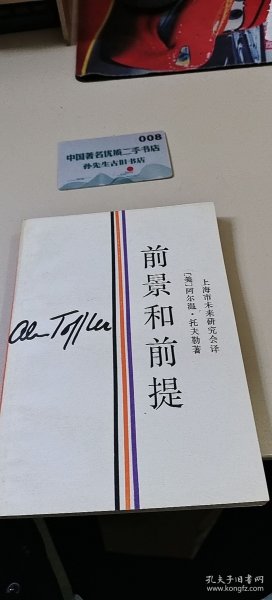 008
中国著名优质二手书店
孙先生古旧书店
前景和前提
[美]阿尔温·托夫勒著
上海市未来研究会译
Alvin Toffler
孔夫子旧书网